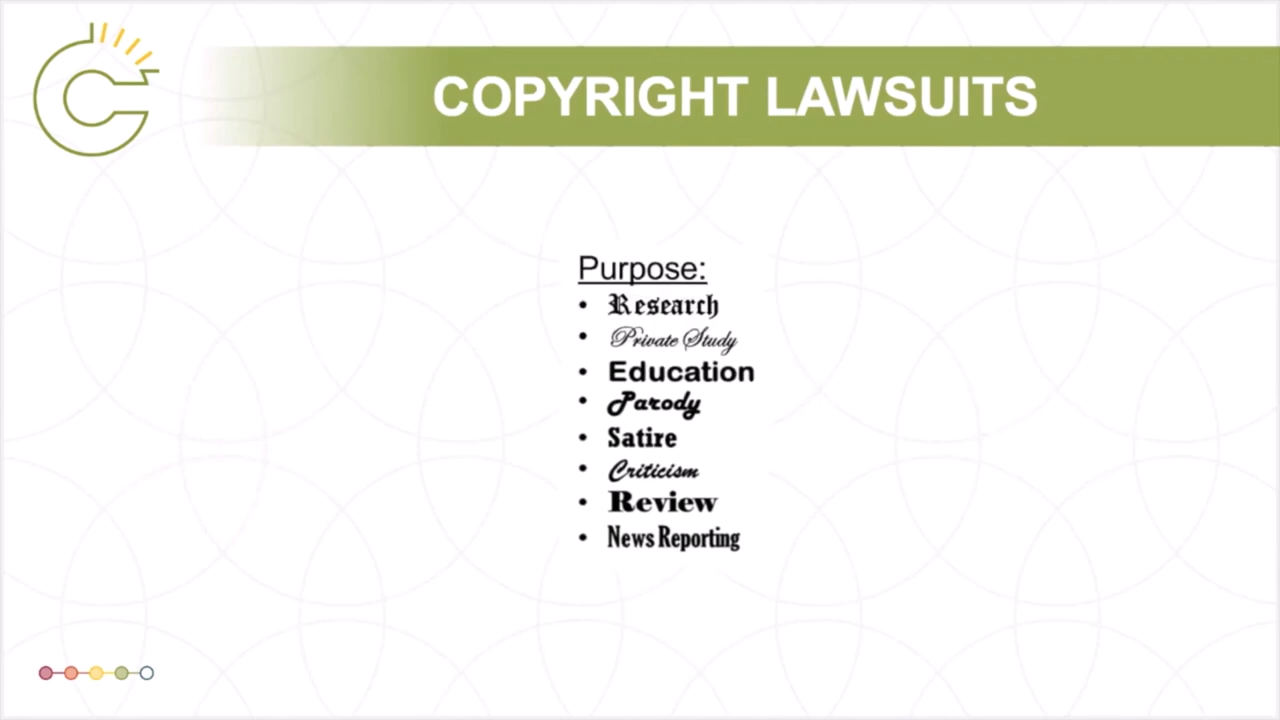 COPYRIGHT LAWSUITS
Purpose:
• Research
• Private Study
• Education
• Parody
• Satire
• Criticism
• Review
• News Reporting